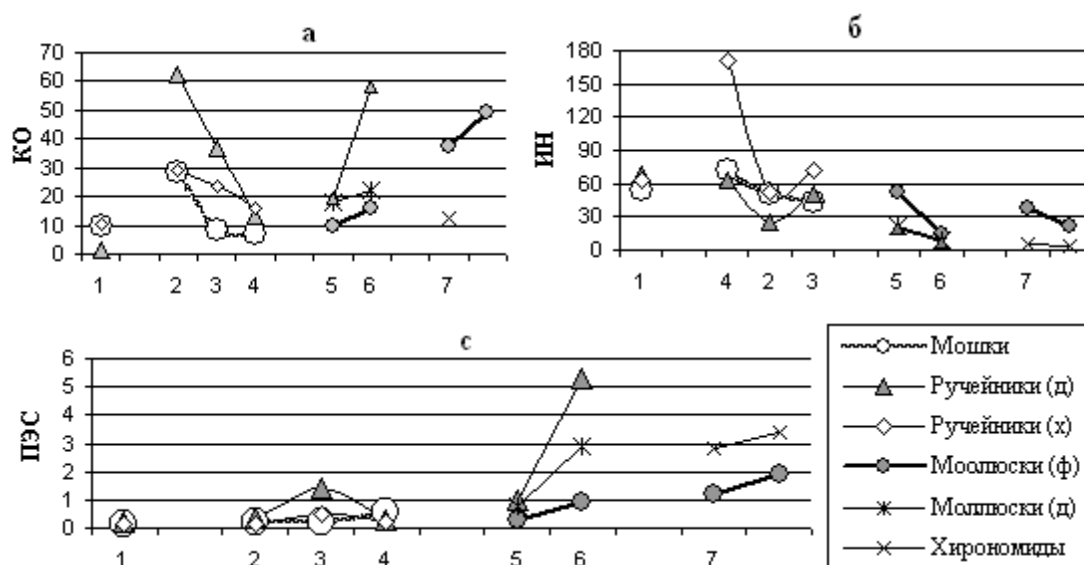 а
КО
70
60
50
40
30
20
10
0
1 2 3 4 5 6 7
б
ИН
180
150
120
90
60
30
0
1 4 2 3 5 6 7
с
ПЭС
6
5
4
3
2
1
0
1 2 3 4 5 6 7
Мошки
Ручейники (д)
Ручейники (х)
Моолюски (ф)
Моллюски (д)
Хирономиды